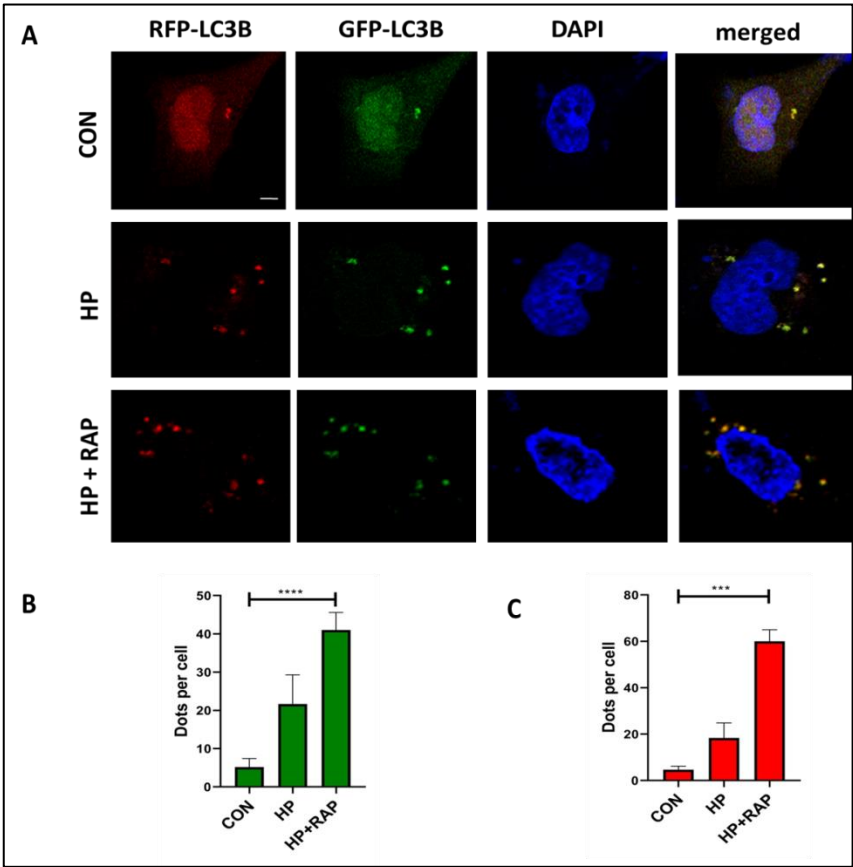 A
RFP-LC3B GFP-LC3B DAPI merged
CON
HP
HP + RAP
B
Dots per cell
50
40
30
20
10
0
****
CON HP HP+RAP
C
Dots per cell
80
60
40
20
0
***
CON HP HP+RAP